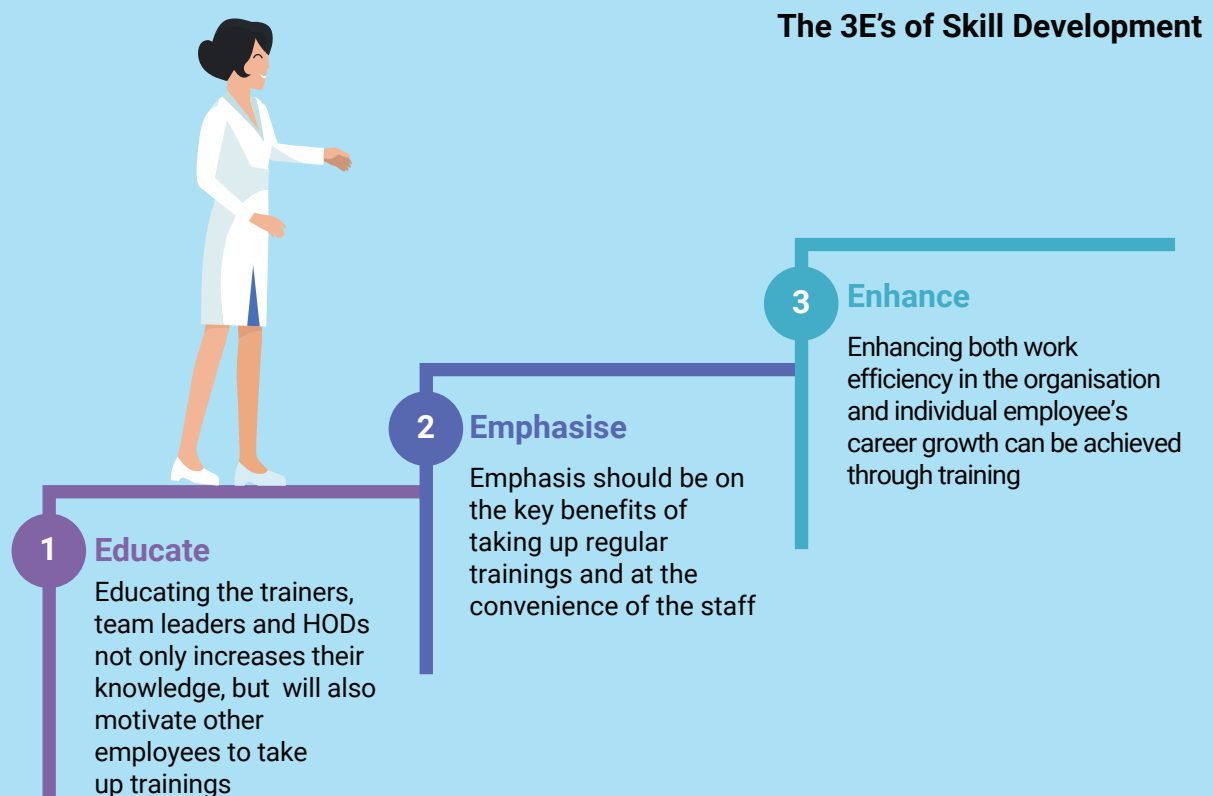 The 3E's of Skill Development
1
Educate
Educating the trainers,
team leaders and HODs
not only increases their
knowledge, but  will also
motivate other
employees to take
up trainings
2
Emphasise
Emphasis should be on
the key benefits of
taking up regular
trainings and at the
convenience of the staff
3
Enhance
Enhancing both work
efficiency in the organisation
and individual employee's
career growth can be achieved
through training